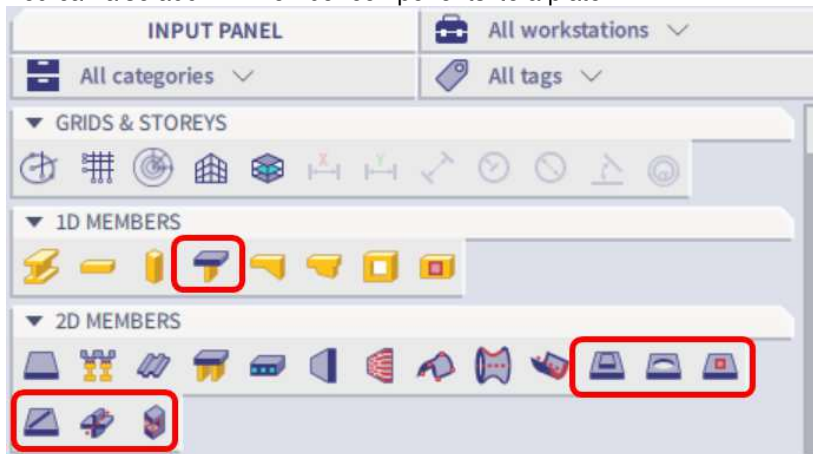 INPUT PANEL
All workstations
All categories
All tags
GRIDS & STOREYS
X
Y
1D MEMBERS
2D MEMBERS